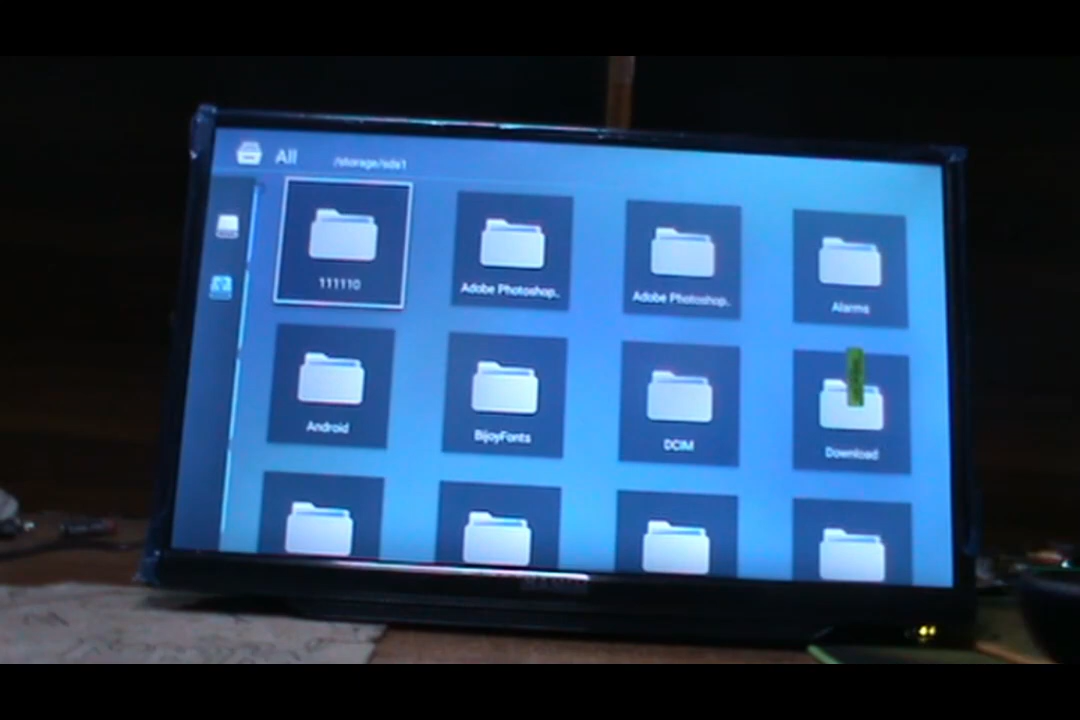 All
/storage/sda1
111110
Adobe Photoshop..
Adobe Photoshop..
Alarms
Android
BijoyFonts
DCIM
Download